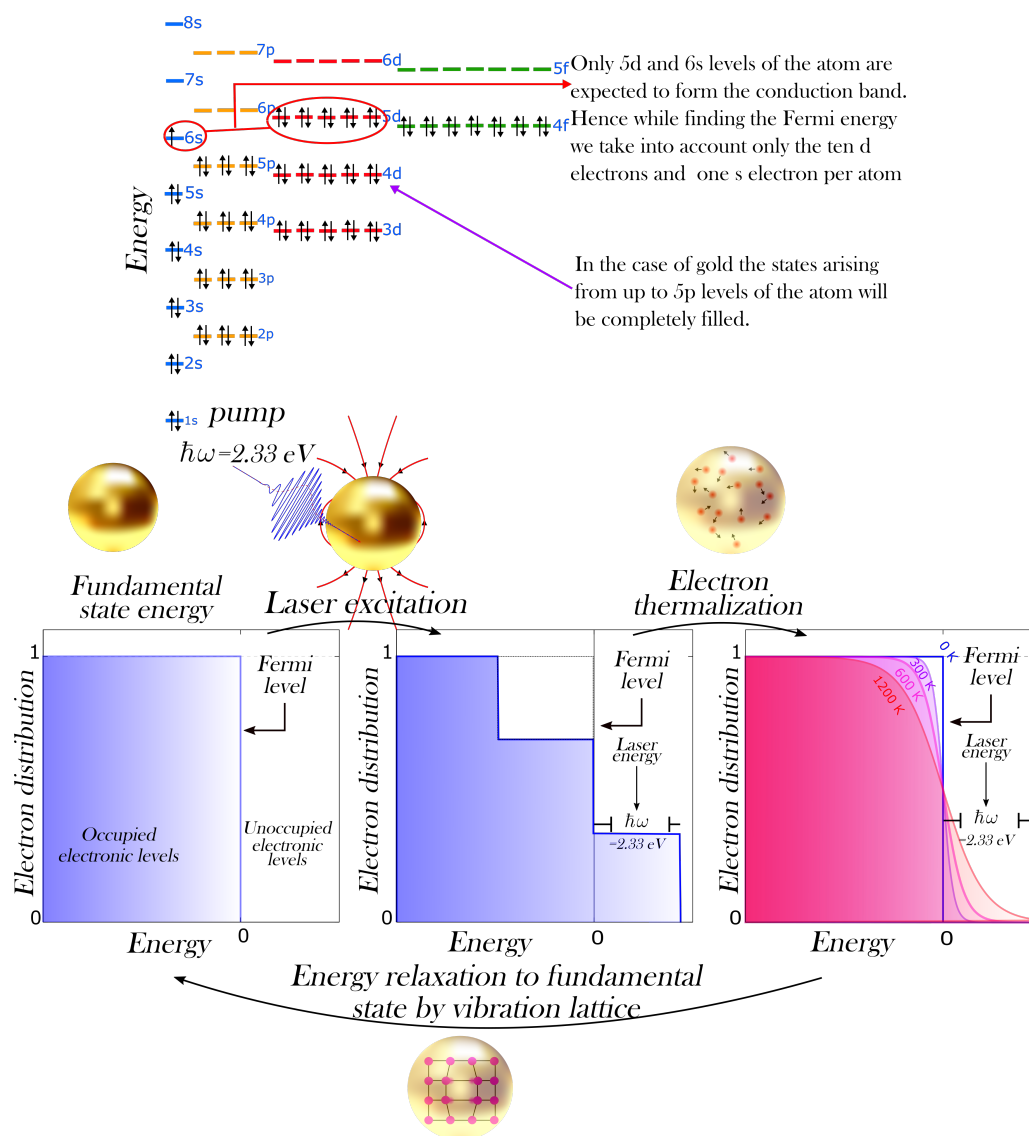 8s
7p
6d
5f
7s
6p
5d
4f
6s
5p
4d
5s
4p
3d
4s
3p
3s
2p
2s
1s
Only 5d and 6s levels of the atom are
expected to form the conduction band.
Hence while finding the Fermi energy
we take into account only the ten d
electrons and one s electron per atom
In the case of gold the states arising
from up to 5p levels of the atom will
be completely filled.
Energy
pump
ħω=2.33 eV
Fundamental
state energy
Laser excitation
Electron
thermalization
Electron distribution
1
0
Fermi
level
Occupied
electronic levels
Unoccupied
electronic levels
Energy
0
Electron distribution
1
0
Fermi
level
Laser
energy
ħω
=2.33 eV
Energy
0
Electron distribution
1
0
0 K
300 K
600 K
1200 K
Fermi
level
Laser
energy
ħω
=2.33 eV
Energy
0
Energy relaxation to fundamental
state by vibration lattice